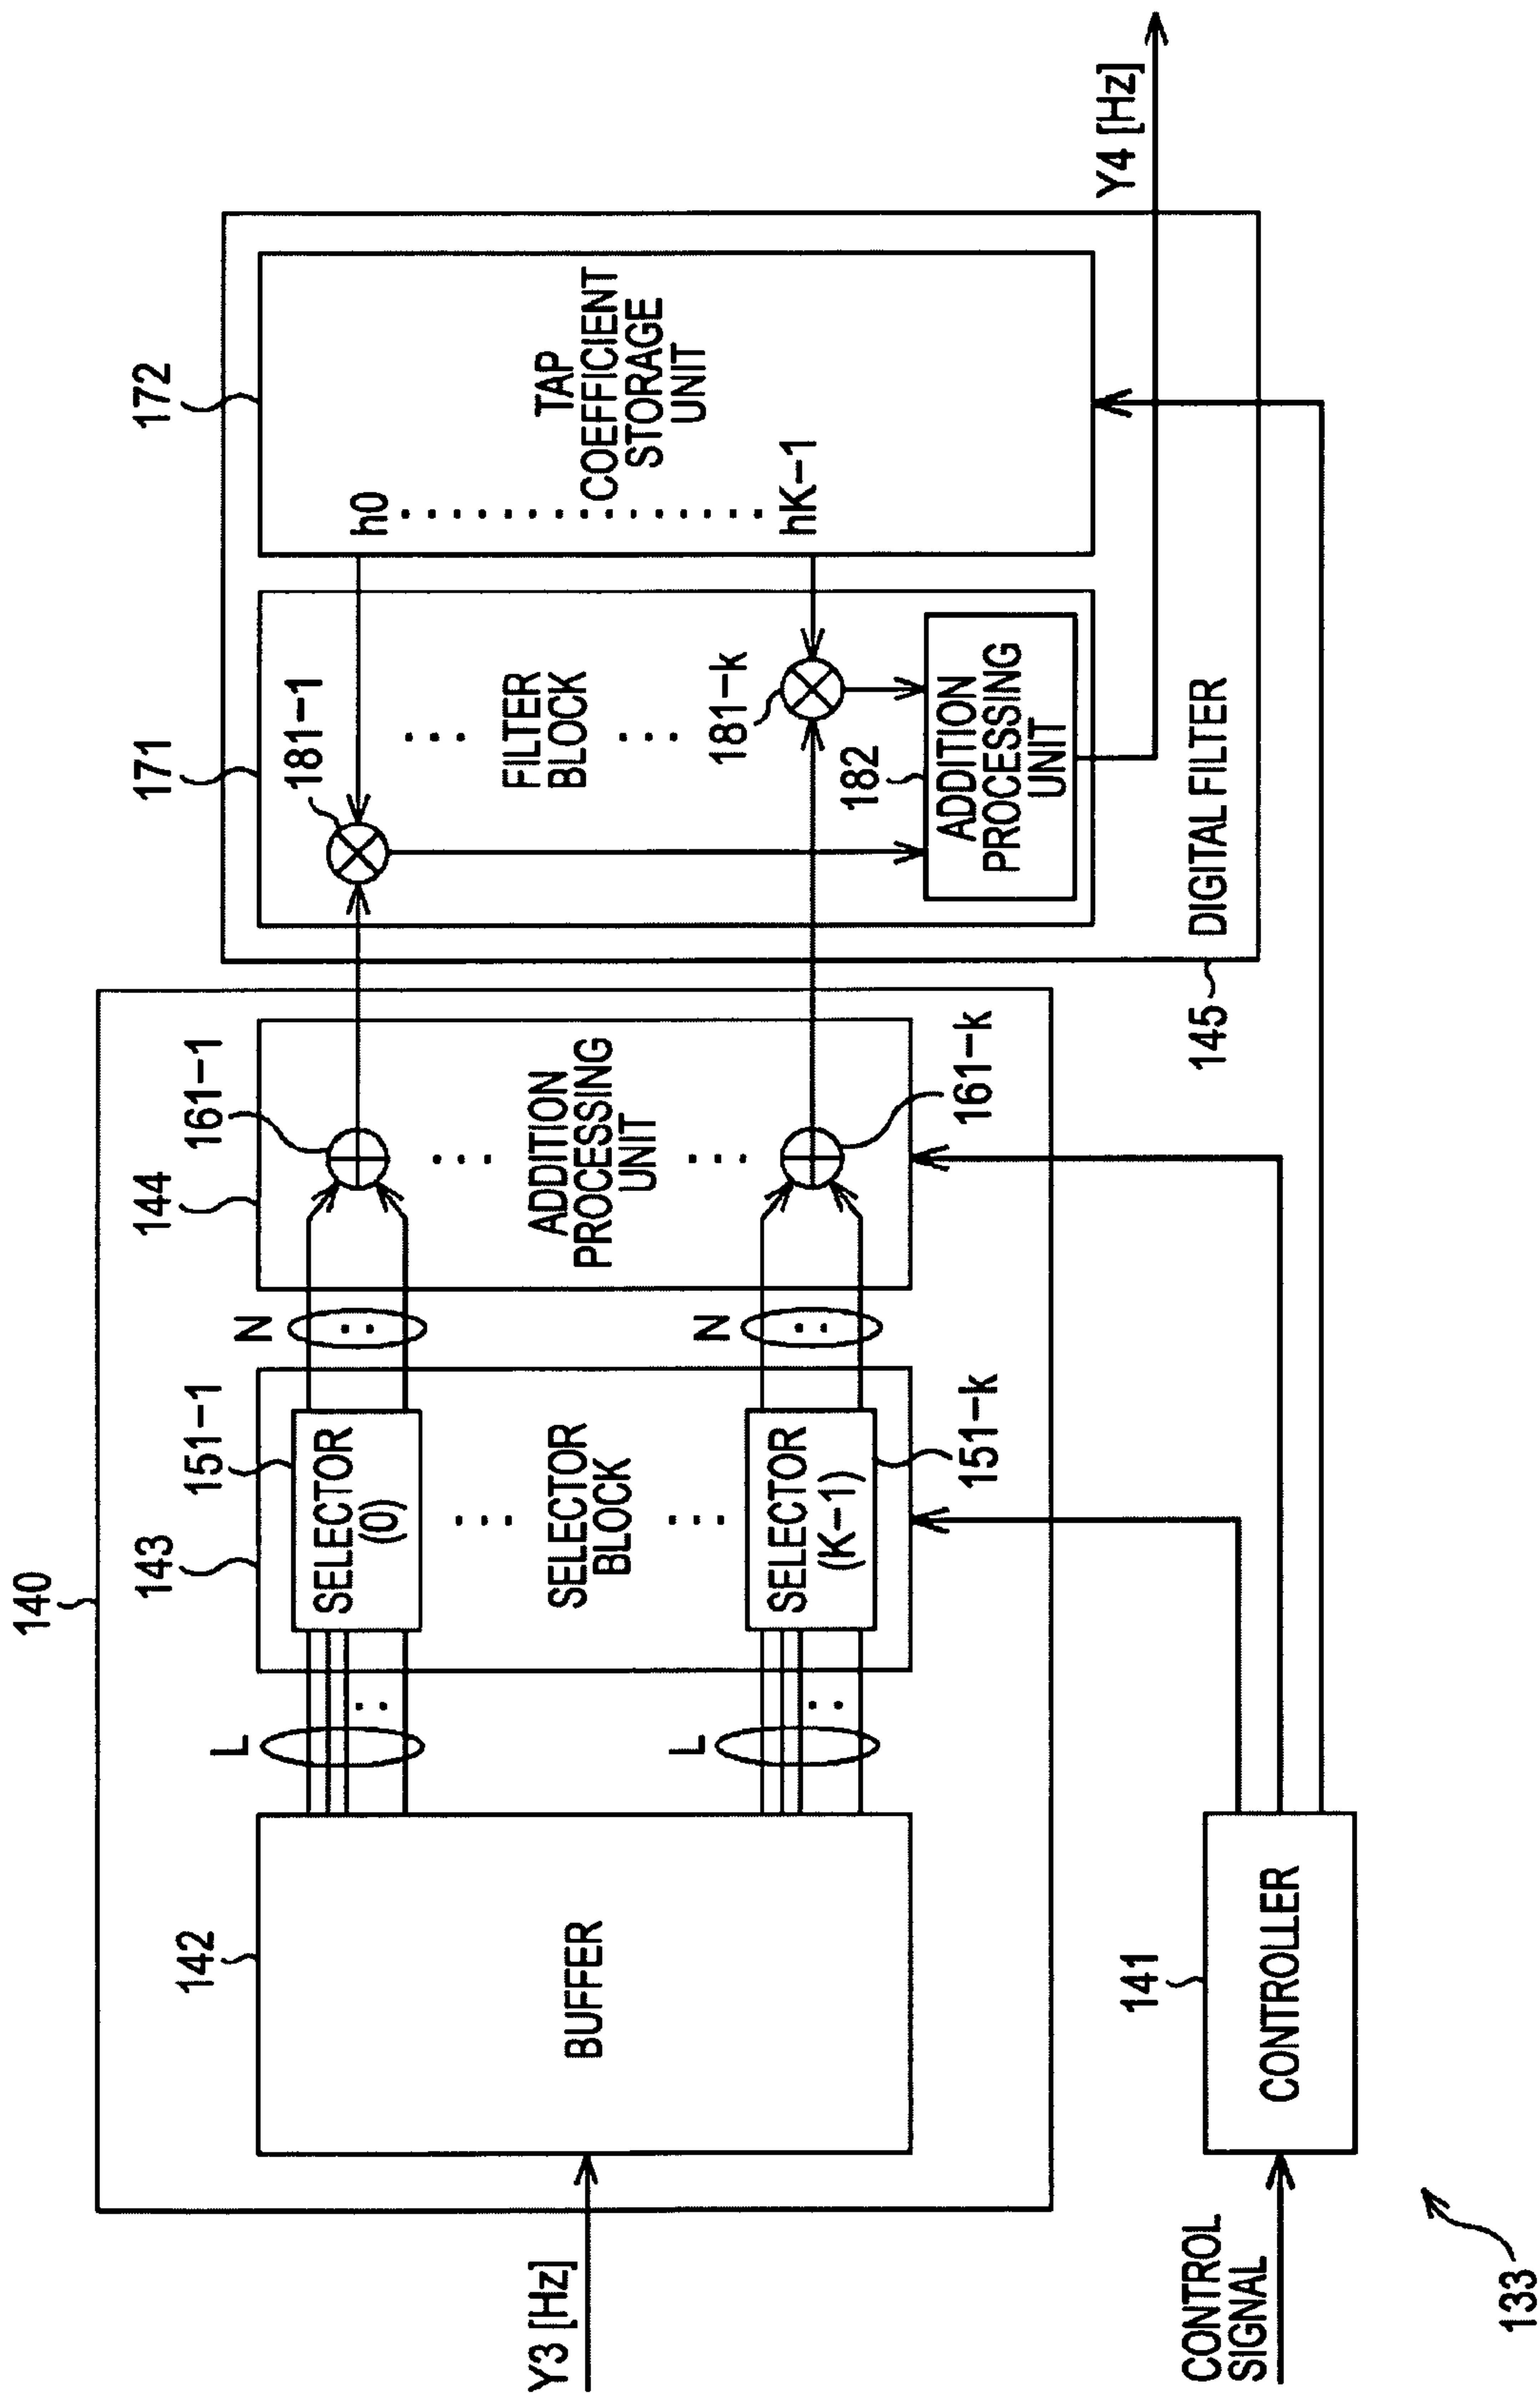 140
142
BUFFER
Y3 [Hz]
L
L
143
151-1
SELECTOR
(0)
SELECTOR
BLOCK
SELECTOR
(K-1)
151-k
N
N
144
161-1
ADDITION
PROCESSING
UNIT
161-k
171
181-1
FILTER
BLOCK
181-k
182
ADDITION
PROCESSING
UNIT
172
h0
hK-1
TAP
COEFFICIENT
STORAGE
UNIT
145
DIGITAL FILTER
Y4 [Hz]
CONTROL
SIGNAL
141
CONTROLLER
133